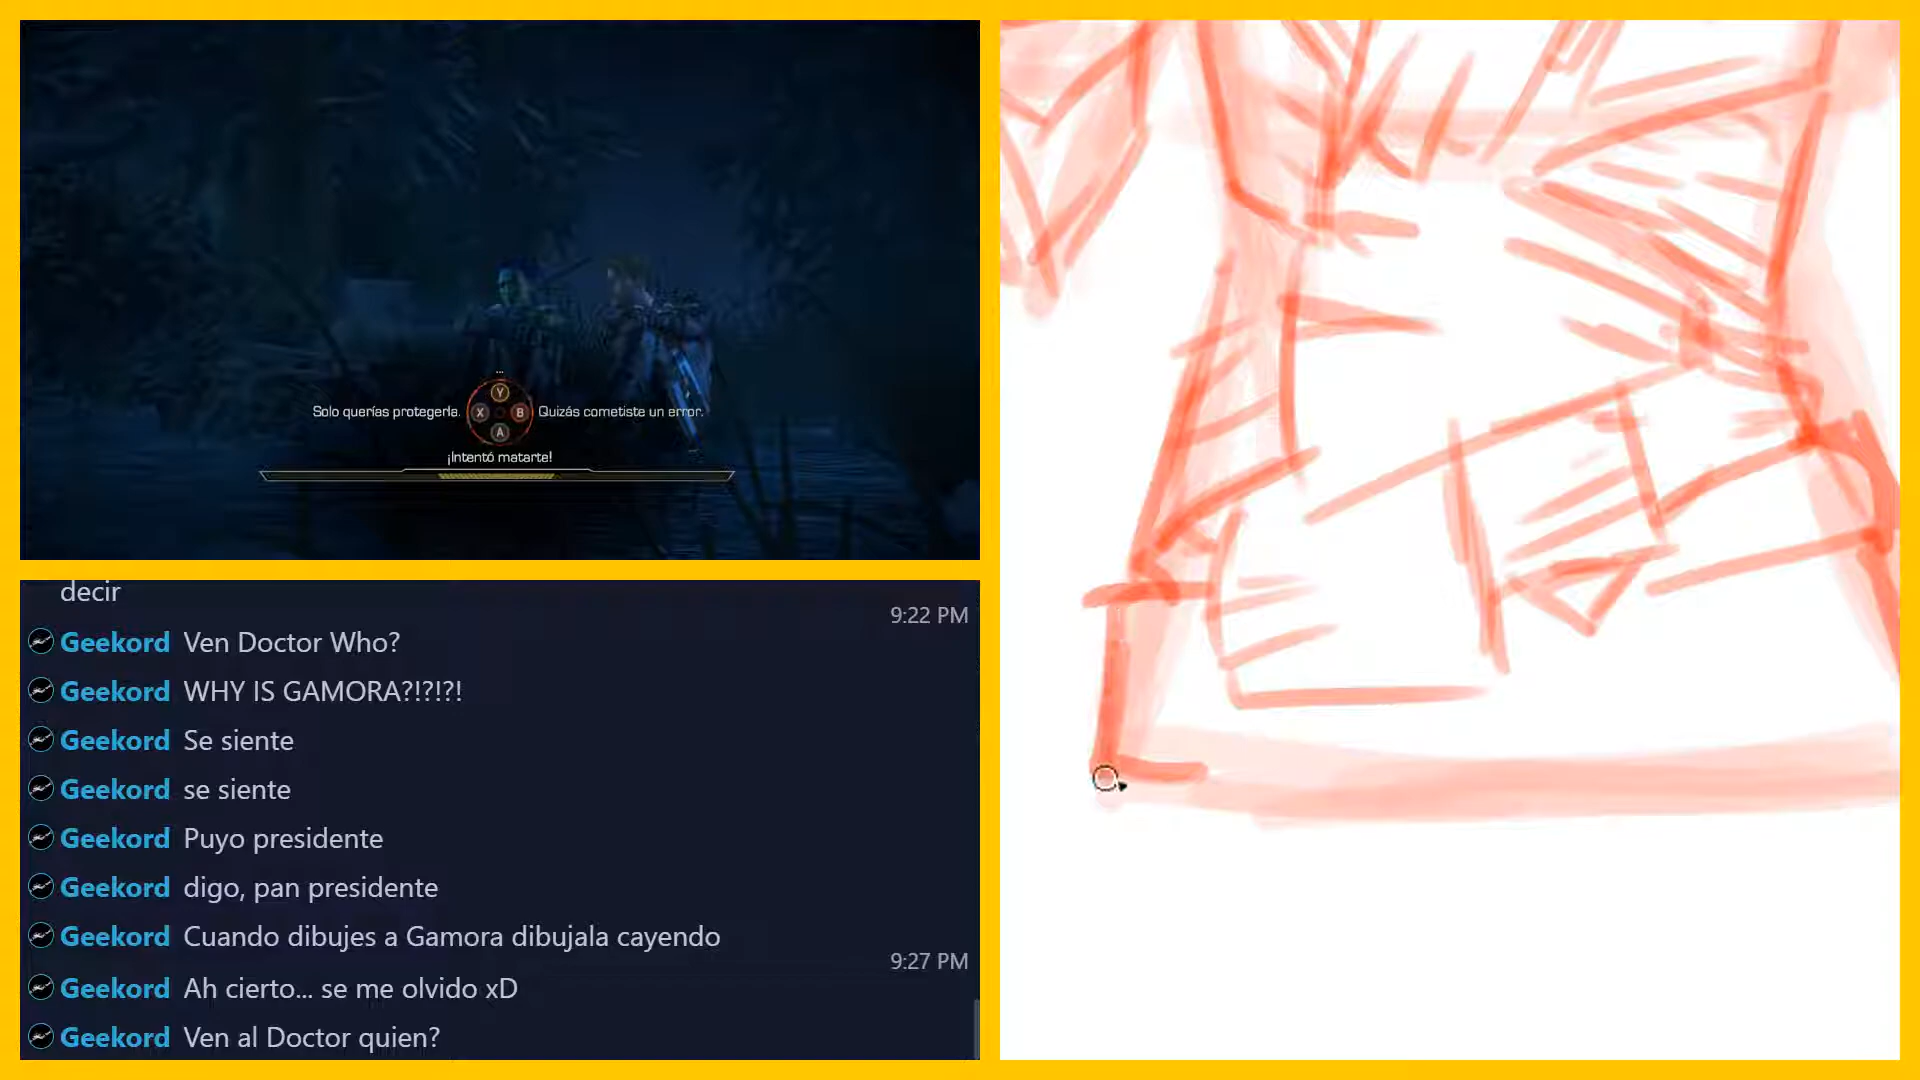 ...
Y
Solo querías protegerla.
X
B
Quizás cometiste un error.
A
¡Intentó matarte!
decir
9:22 PM
Geekord Ven Doctor Who?
Geekord WHY IS GAMORA?!?!?!
Geekord Se siente
Geekord se siente
Geekord Puyo presidente
Geekord digo, pan presidente
Geekord Cuando dibujes a Gamora dibujala cayendo
9:27 PM
Geekord Ah cierto... se me olvido xD
Geekord Ven al Doctor quien?